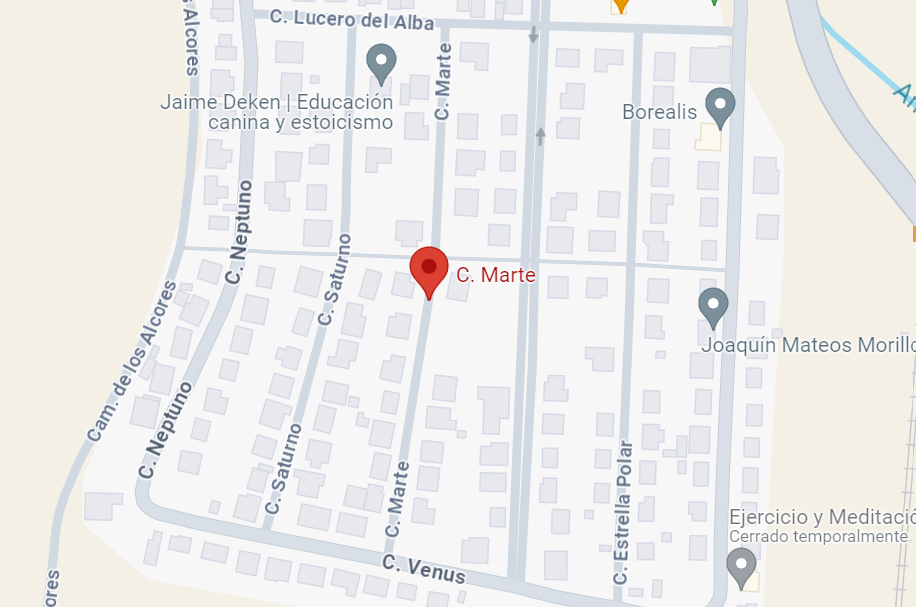 C. Lucero del Alba
s Alcores
C. Marte
Jaime Deken | Educación
canina y estoicismo
Borealis
C. Neptuno
C. Saturno
C. Marte
Cam. de los Alcores
Joaquín Mateos Morillo
C. Neptuno
C. Saturno
C. Marte
C. Estrella Polar
Ejercicio y Meditació
Cerrado temporalmente
C. Venus
ores